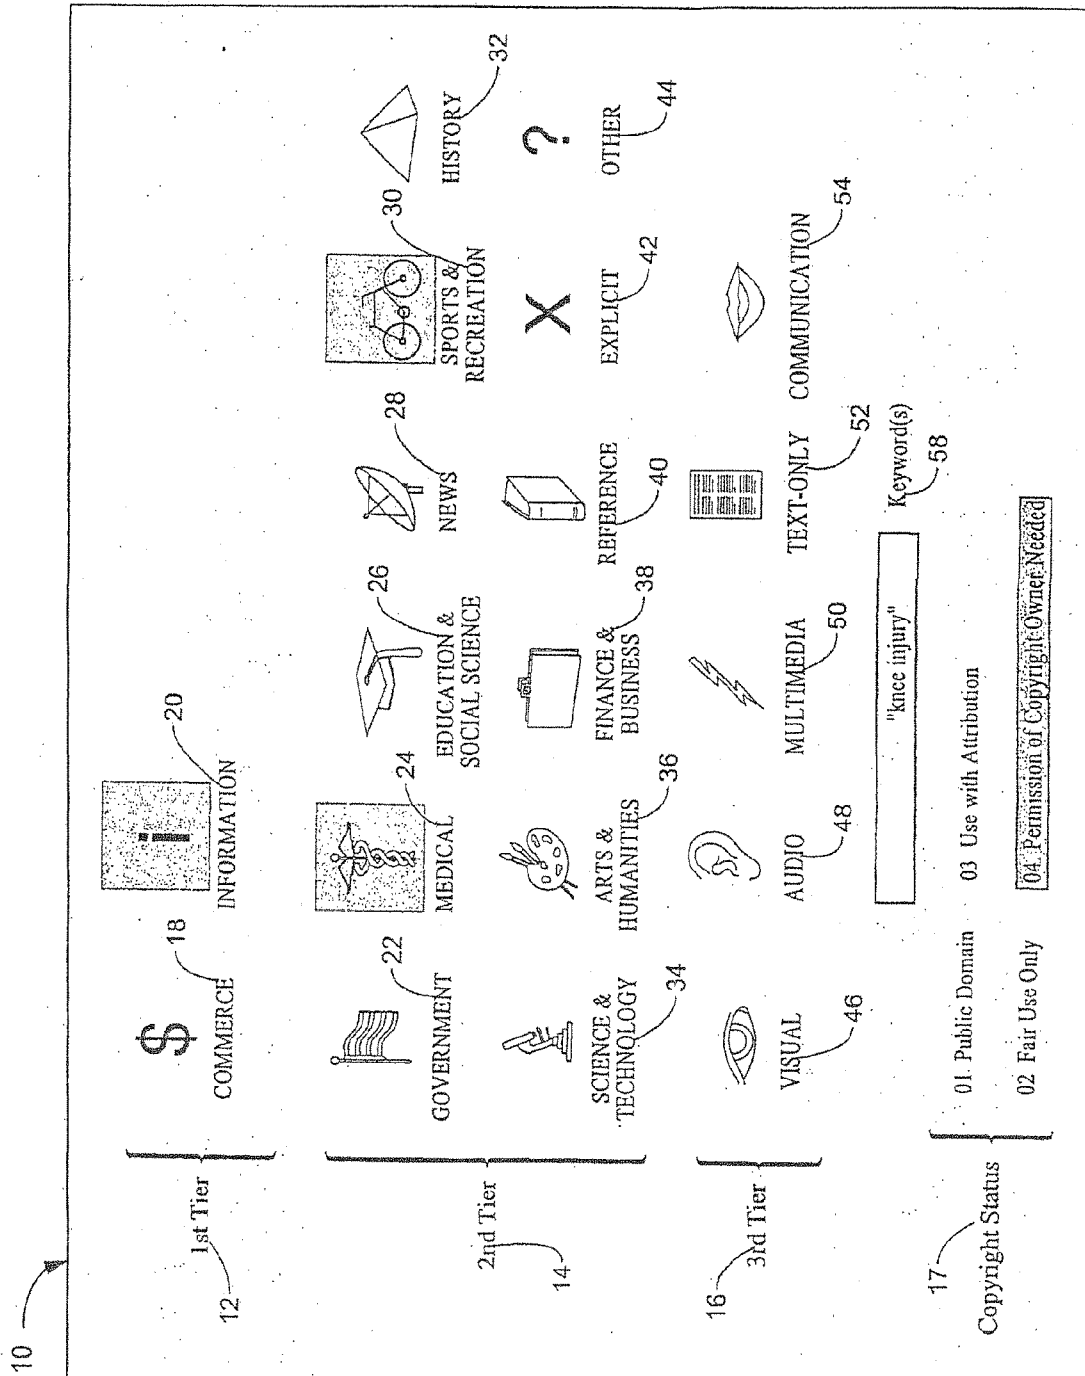 10
1st Tier
12
$
COMMERCE
18
i
INFORMATION
20
2nd Tier
14
GOVERNMENT
22
MEDICAL
24
EDUCATION &
SOCIAL SCIENCE
26
NEWS
28
SPORTS &
RECREATION
30
HISTORY
32
SCIENCE &
TECHNOLOGY
34
ARTS &
HUMANITIES
36
FINANCE &
BUSINESS
38
REFERENCE
40
X
EXPLICIT
42
?
OTHER
44
3rd Tier
16
VISUAL
46
AUDIO
48
MULTIMEDIA
50
TEXT-ONLY
52
COMMUNICATION
54
"knee injury"
Keyword(s)
58
17
Copyright Status
01 Public Domain
03 Use with Attribution
02 Fair Use Only
04. Permission of Copyright Owner Needed